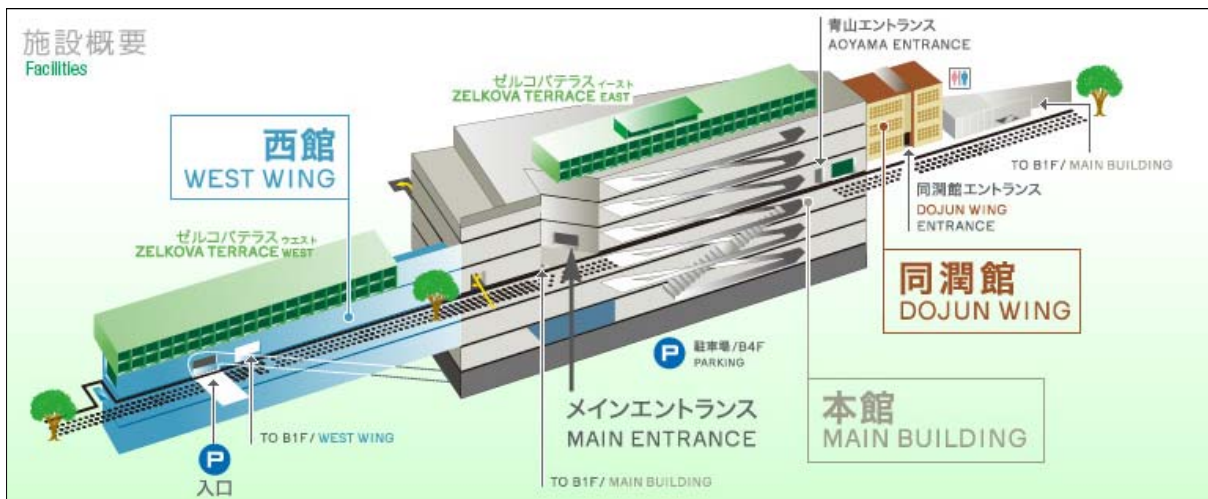 施設概要
Facilities
青山エントランス
AOYAMA ENTRANCE
ゼルコバテラス イースト
ZELKOVA TERRACE EAST
西館
WEST WING
TO B1F/ MAIN BUILDING
同潤館エントランス
DOJUN WING
ENTRANCE
ゼルコバテラス ウエスト
ZELKOVA TERRACE WEST
同潤館
DOJUN WING
P
駐車場/B4F
PARKING
メインエントランス
MAIN ENTRANCE
本館
MAIN BUILDING
TO B1F/ WEST WING
P
入口
TO B1F/ MAIN BUILDING